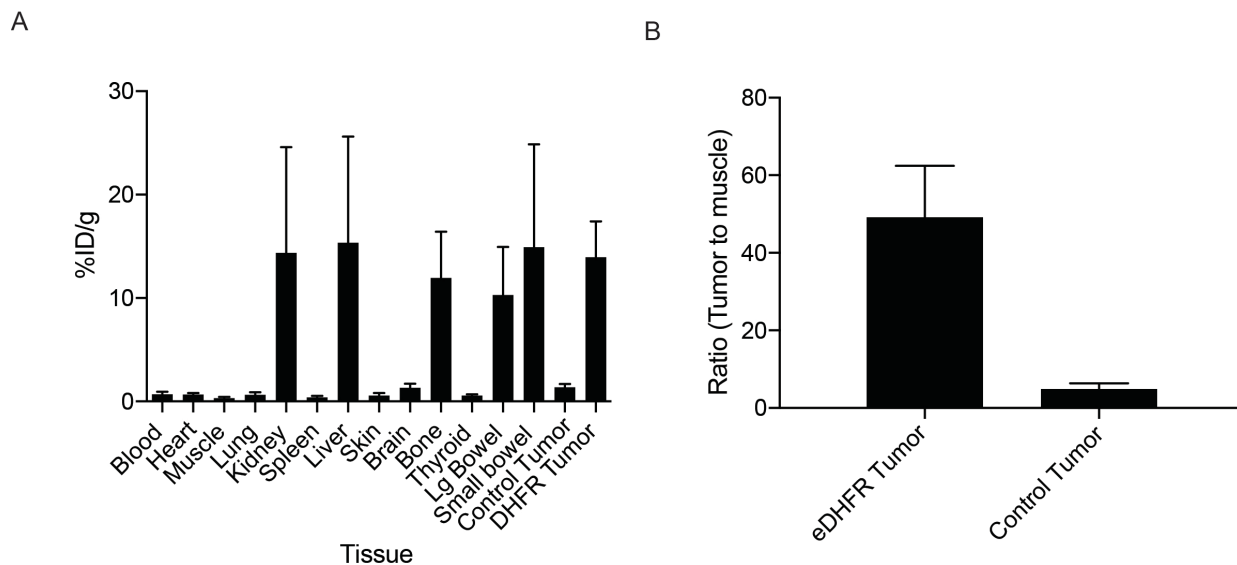 A
30
20
10
0
%ID/g
Blood
Heart
Muscle
Lung
Kidney
Spleen
Liver
Skin
Brain
Bone
Thyroid
Lg Bowel
Small bowel
Control Tumor
DHFR Tumor
Tissue
B
80
60
40
20
0
Ratio (Tumor to muscle)
eDHFR Tumor
Control Tumor